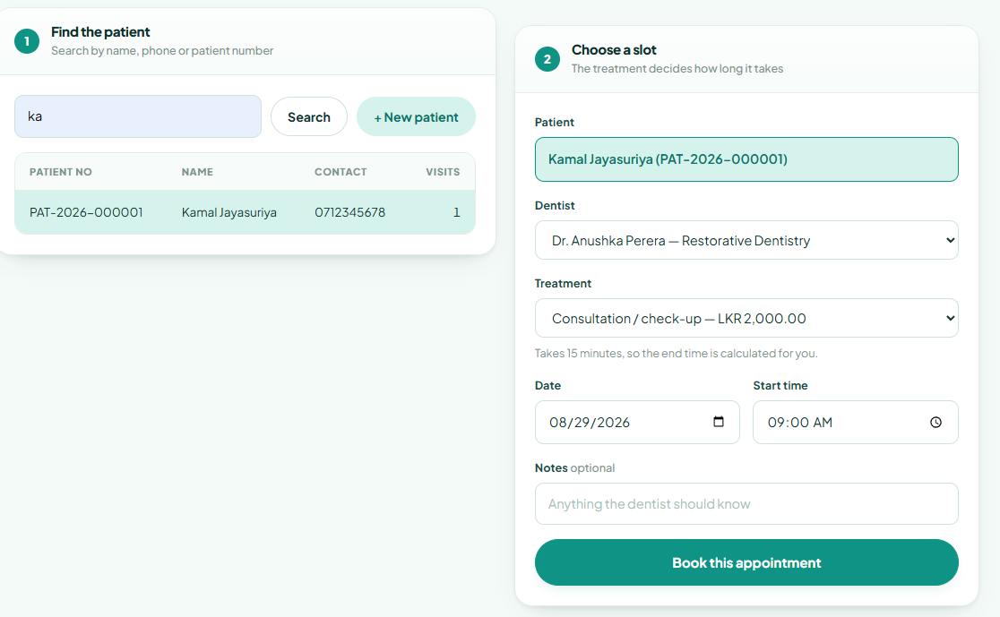 1
Find the patient
Search by name, phone or patient number
ka
Search
+ New patient
PATIENT NO NAME CONTACT VISITS
PAT-2026-000001 Kamal Jayasuriya 0712345678 1
2
Choose a slot
The treatment decides how long it takes
Patient
Kamal Jayasuriya (PAT-2026-000001)
Dentist
Dr. Anushka Perera — Restorative Dentistry
Treatment
Consultation / check-up — LKR 2,000.00
Takes 15 minutes, so the end time is calculated for you.
Date Start time
08/29/2026 09:00 AM
Notes optional
Anything the dentist should know
Book this appointment